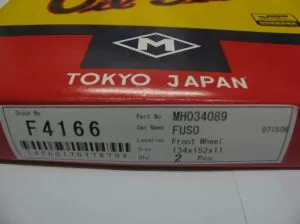 M
TOKYO JAPAN
Stock No
F4166
Part No. MH034089
Car Name FUSO
071506
Location Front Wheel
Size 134x152x11
Qty. 2 Pcs